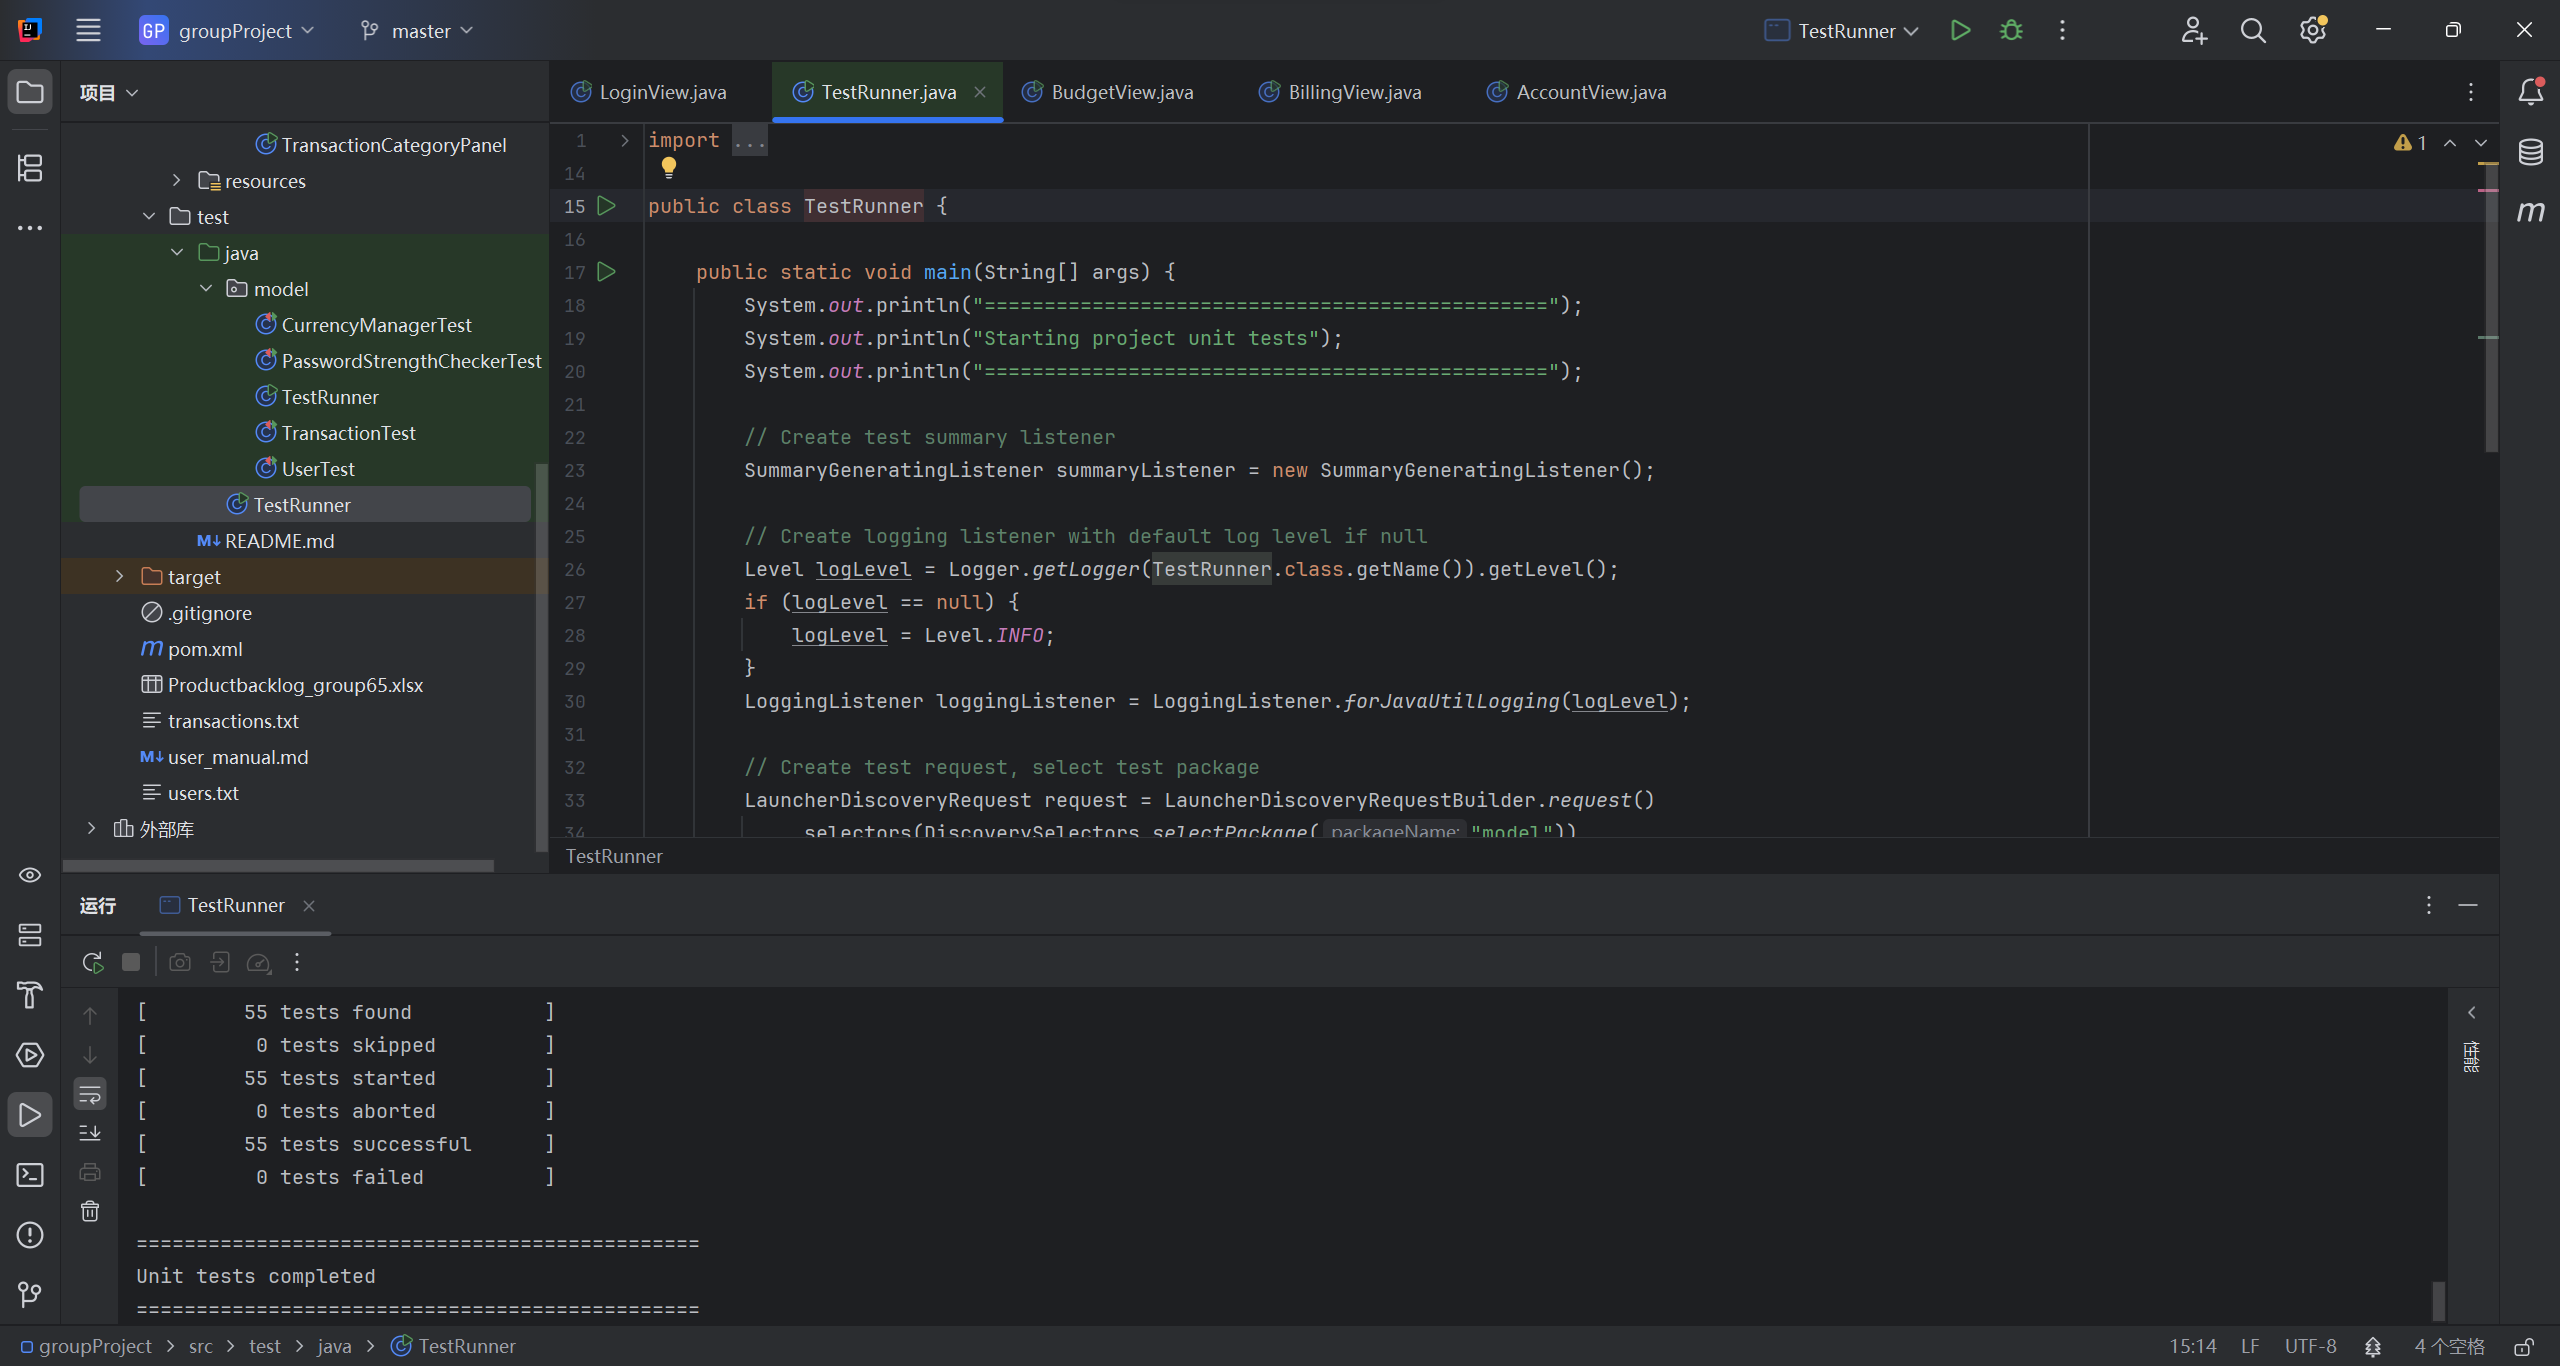 GP groupProject master TestRunner
项目
LoginView.java TestRunner.java BudgetView.java BillingView.java AccountView.java
TransactionCategoryPanel
resources
test
java
model
CurrencyManagerTest
PasswordStrengthCheckerTest
TestRunner
TransactionTest
UserTest
TestRunner
README.md
target
.gitignore
pom.xml
Productbacklog_group65.xlsx
transactions.txt
user_manual.md
users.txt
外部库
1 import ...
14
15 public class TestRunner {
16
17 public static void main(String[] args) {
18 System.out.println("===============================================");
19 System.out.println("Starting project unit tests");
20 System.out.println("===============================================");
21
22 // Create test summary listener
23 SummaryGeneratingListener summaryListener = new SummaryGeneratingListener();
24
25 // Create logging listener with default log level if null
26 Level logLevel = Logger.getLogger(TestRunner.class.getName()).getLevel();
27 if (logLevel == null) {
28 logLevel = Level.INFO;
29 }
30 LoggingListener loggingListener = LoggingListener.forJavaUtilLogging(logLevel);
31
32 // Create test request, select test package
33 LauncherDiscoveryRequest request = LauncherDiscoveryRequestBuilder.request()
34 .selectors(DiscoverySelectors.selectPackage( packageName: "model"))
1
TestRunner
运行 TestRunner
[ 55 tests found ]
[ 0 tests skipped ]
[ 55 tests started ]
[ 0 tests aborted ]
[ 55 tests successful ]
[ 0 tests failed ]
===============================================
Unit tests completed
===============================================
性能
groupProject > src > test > java > TestRunner
15:14 LF UTF-8 4 个空格